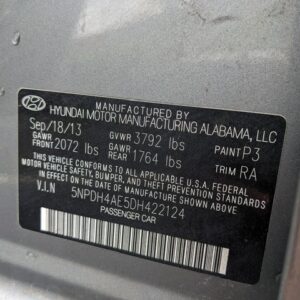 MANUFACTURED BY
HYUNDAI MOTOR MANUFACTURING ALABAMA, LLC
Sep/18/13 GVWR 3792 lbs PAINT P3
GAWR FRONT 2072 lbs GAWR REAR 1764 lbs TRIM RA
THIS VEHICLE CONFORMS TO ALL APPLICABLE U.S. FEDERAL MOTOR
VEHICLE SAFETY, BUMPER, AND THEFT PREVENTION STANDARDS
IN EFFECT ON THE DATE OF MANUFACTURE SHOWN ABOVE.
V.I.N 5NPDH4AE5DH422124
PASSENGER CAR